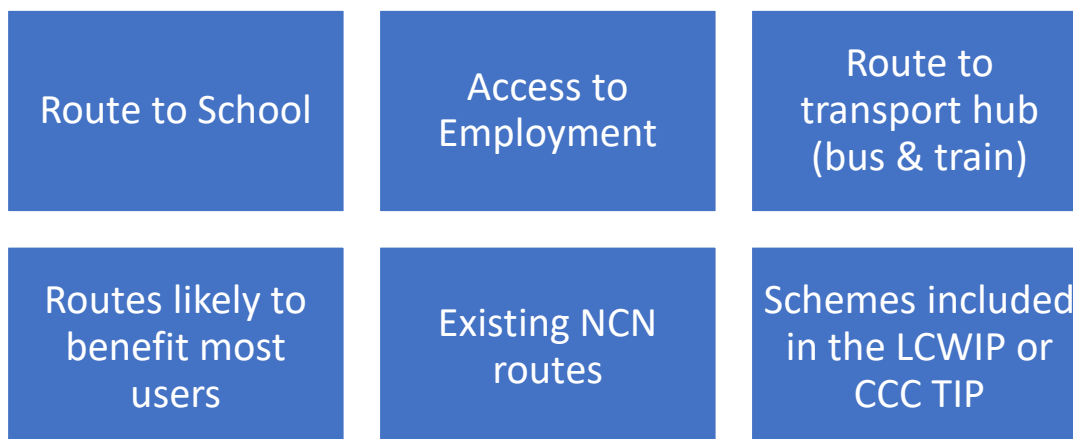 Route to School
Access to
Employment
Route to
transport hub
(bus & train)
Routes likely to
benefit most
users
Existing NCN
routes
Schemes included
in the LCWIP or
CCC TIP